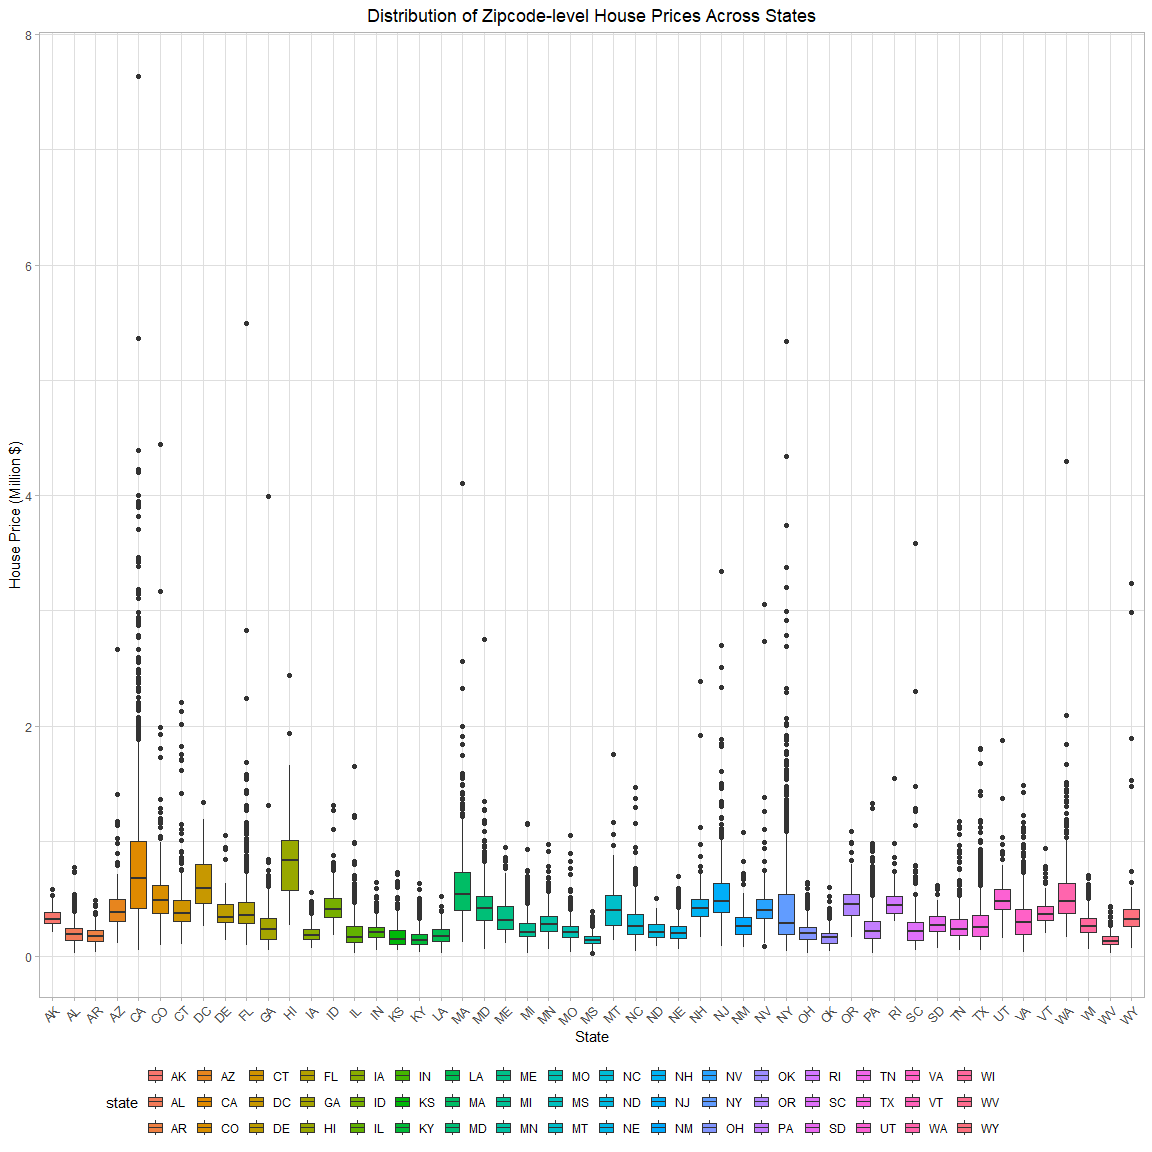 Distribution of Zipcode-level House Prices Across States
8
6
4
2
0
House Price (Million $)
AK AL AR AZ CA CO CT DC DE FL GA HI IA ID IL IN KS KY LA MA MD ME MI MN MO MS MT NC ND NE NH NJ NM NV NY OH OK OR PA RI SC SD TN TX UT VA VT WA WI WV WY
State
AK AZ CT FL IA IN LA ME MO NC NH NV OK RI TN VA WI
state AL CA DC GA ID KS MA MI MS ND NJ NY OR SC TX VT WV
AR CO DE HI IL KY MD MN MT NE NM OH PA SD UT WA WY